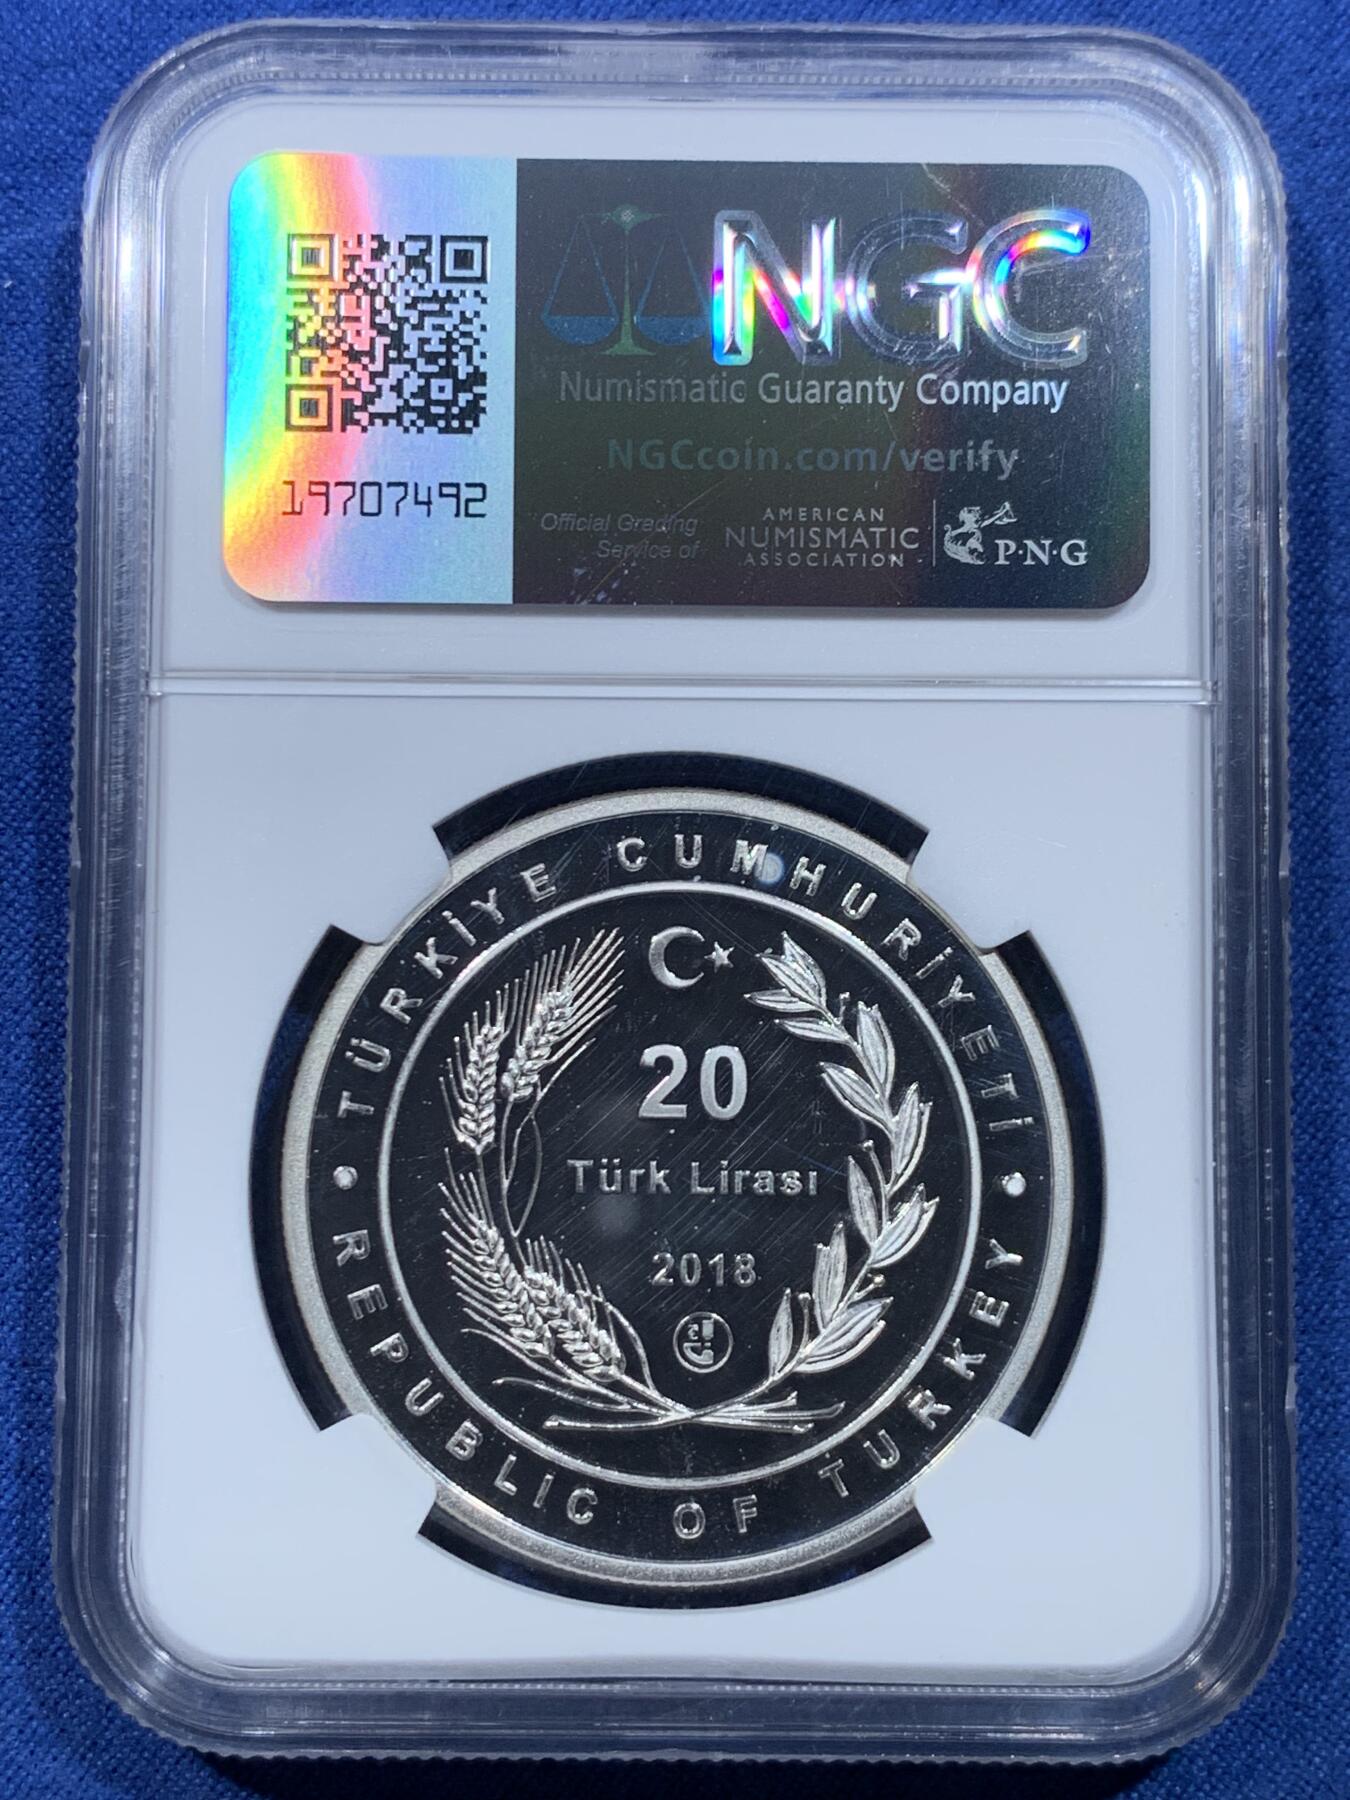 NGC
Numismatic Guaranty Company
NGCcoin.com/verify
19707492
Official Grading
Service of
AMERICAN
NUMISMATIC
ASSOCIATION
P·N·G
TÜRKİYE CUMHURİYETİ
20
Türk Lirası
2018
• REPUBLIC OF TURKEY •